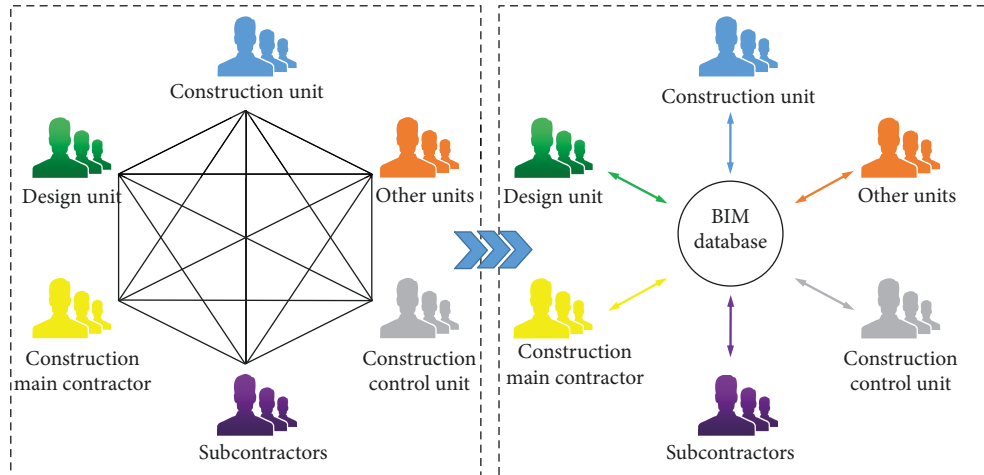 Construction unit
Design unit
Other units
Construction
main contractor
Construction
control unit
Subcontractors
Construction unit
Design unit
Other units
BIM
database
Construction
main contractor
Construction
control unit
Subcontractors